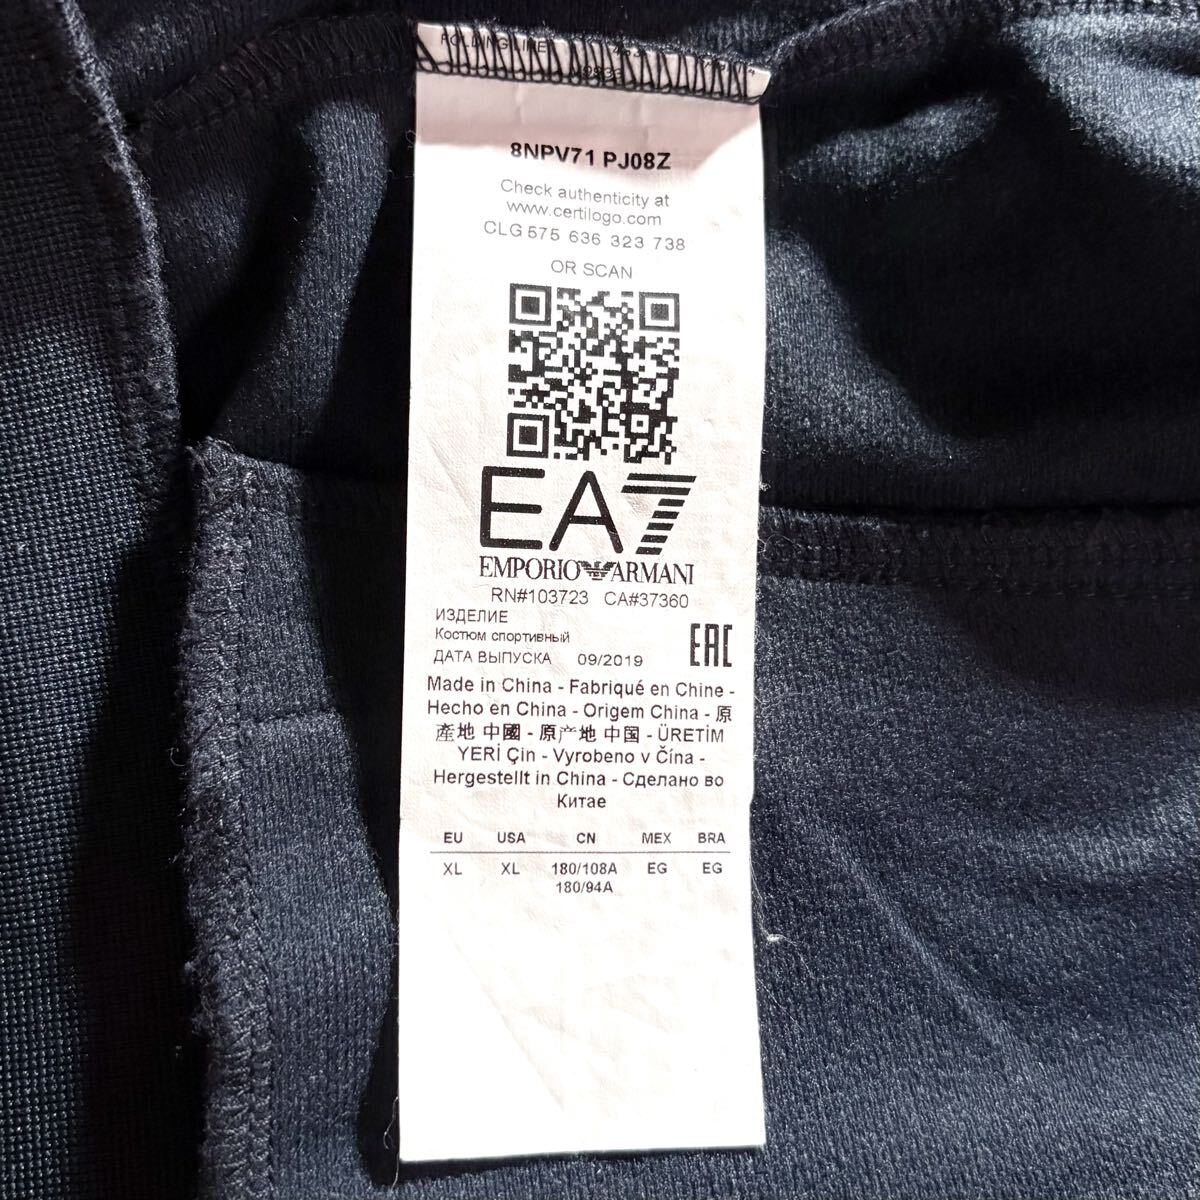 FOLDING LINE
8NPV71 PJ08Z
Check authenticity at
www.certilogo.com
CLG 575 636 323 738
OR SCAN
EA7
EMPORIO ARMANI
RN#103723 CA#37360
ИЗДЕЛИЕ
Костюм спортивный
ДАТА ВЫПУСКА 09/2019
EAC
Made in China - Fabriqué en Chine -
Hecho en China - Origem China - 原
產地 中國 - 原产地 中国 - ÜRETİM
YERİ Çin - Vyrobeno v Čína -
Hergestellt in China - Сделано во
Китае
EU USA CN MEX BRA
XL XL 180/108A EG EG
180/94A